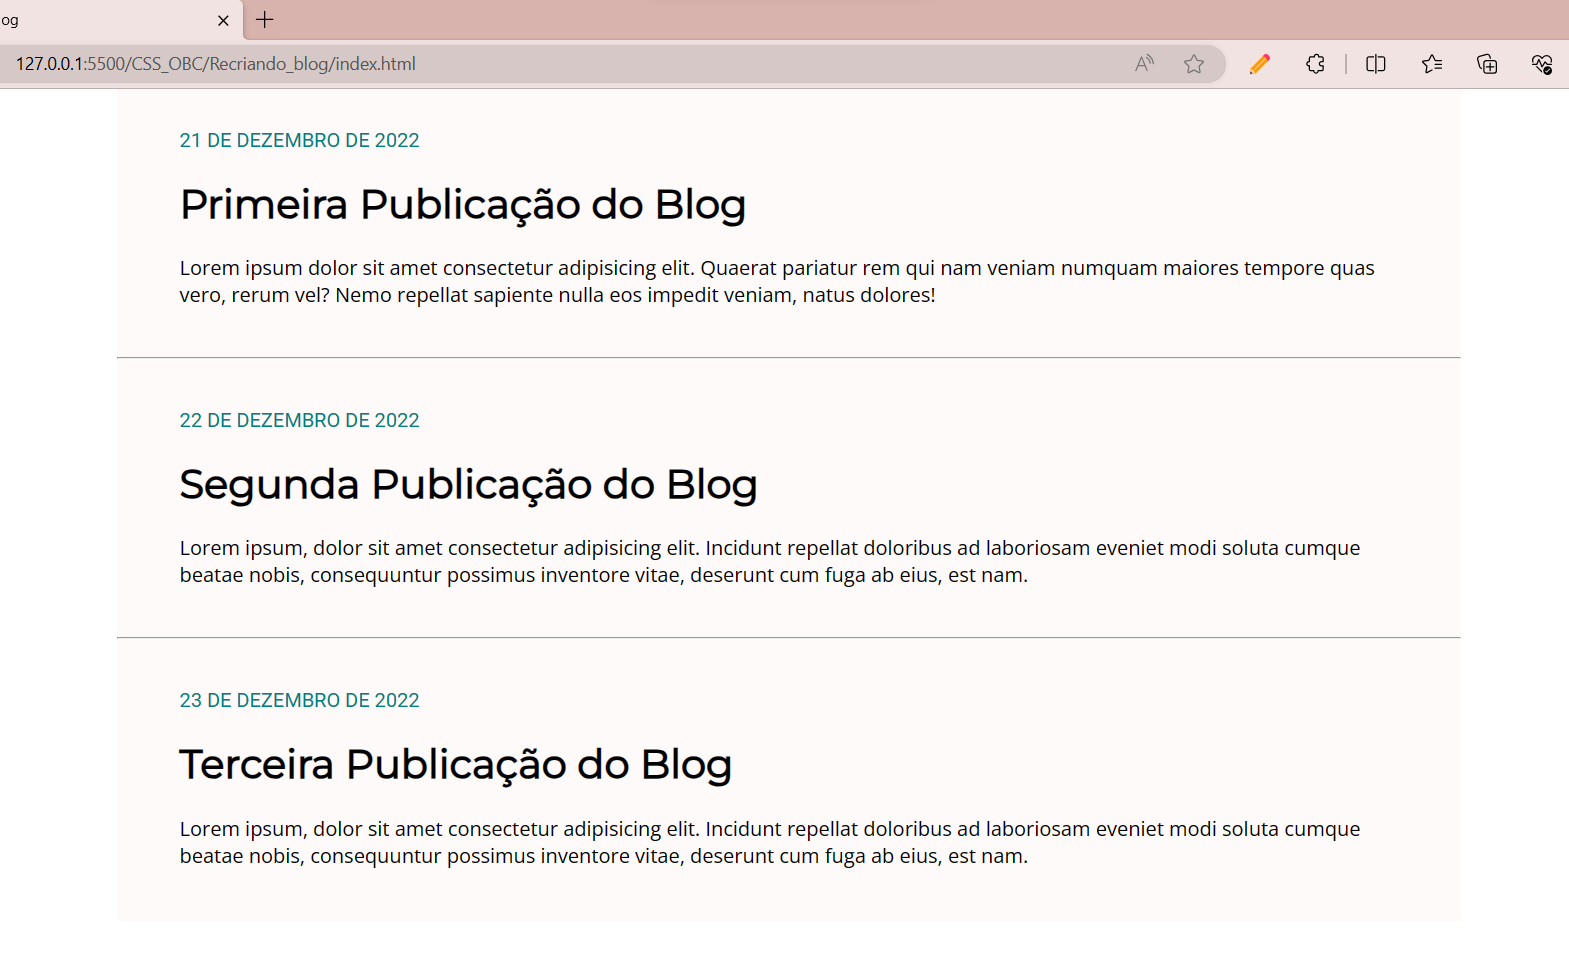 og
127.0.0.1:5500/CSS_OBC/Recriando_blog/index.html
21 DE DEZEMBRO DE 2022
Primeira Publicação do Blog
Lorem ipsum dolor sit amet consectetur adipisicing elit. Quaerat pariatur rem qui nam veniam numquam maiores tempore quas
vero, rerum vel? Nemo repellat sapiente nulla eos impedit veniam, natus dolores!
22 DE DEZEMBRO DE 2022
Segunda Publicação do Blog
Lorem ipsum, dolor sit amet consectetur adipisicing elit. Incidunt repellat doloribus ad laboriosam eveniet modi soluta cumque
beatae nobis, consequuntur possimus inventore vitae, deserunt cum fuga ab eius, est nam.
23 DE DEZEMBRO DE 2022
Terceira Publicação do Blog
Lorem ipsum, dolor sit amet consectetur adipisicing elit. Incidunt repellat doloribus ad laboriosam eveniet modi soluta cumque
beatae nobis, consequuntur possimus inventore vitae, deserunt cum fuga ab eius, est nam.